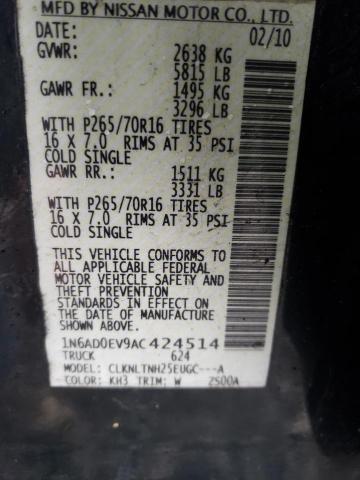 MFD BY NISSAN MOTOR CO., LTD.
DATE: 02/10
GVWR: 2638 KG
5815 LB
GAWR FR.: 1495 KG
3296 LB
WITH P265/70R16 TIRES
16 X 7.0 RIMS AT 35 PSI
COLD SINGLE
GAWR RR.: 1511 KG
3331 LB
WITH P265/70R16 TIRES
16 X 7.0 RIMS AT 35 PSI
COLD SINGLE
THIS VEHICLE CONFORMS TO
ALL APPLICABLE FEDERAL
MOTOR VEHICLE SAFETY AND
THEFT PREVENTION
STANDARDS IN EFFECT ON
THE DATE OF MANUFACTURE
SHOWN ABOVE.
1N6AD0EV9AC424514
TRUCK 624
MODEL: CLKNLTNH25EUGC---A
COLOR: KH3 TRIM: W 2500A